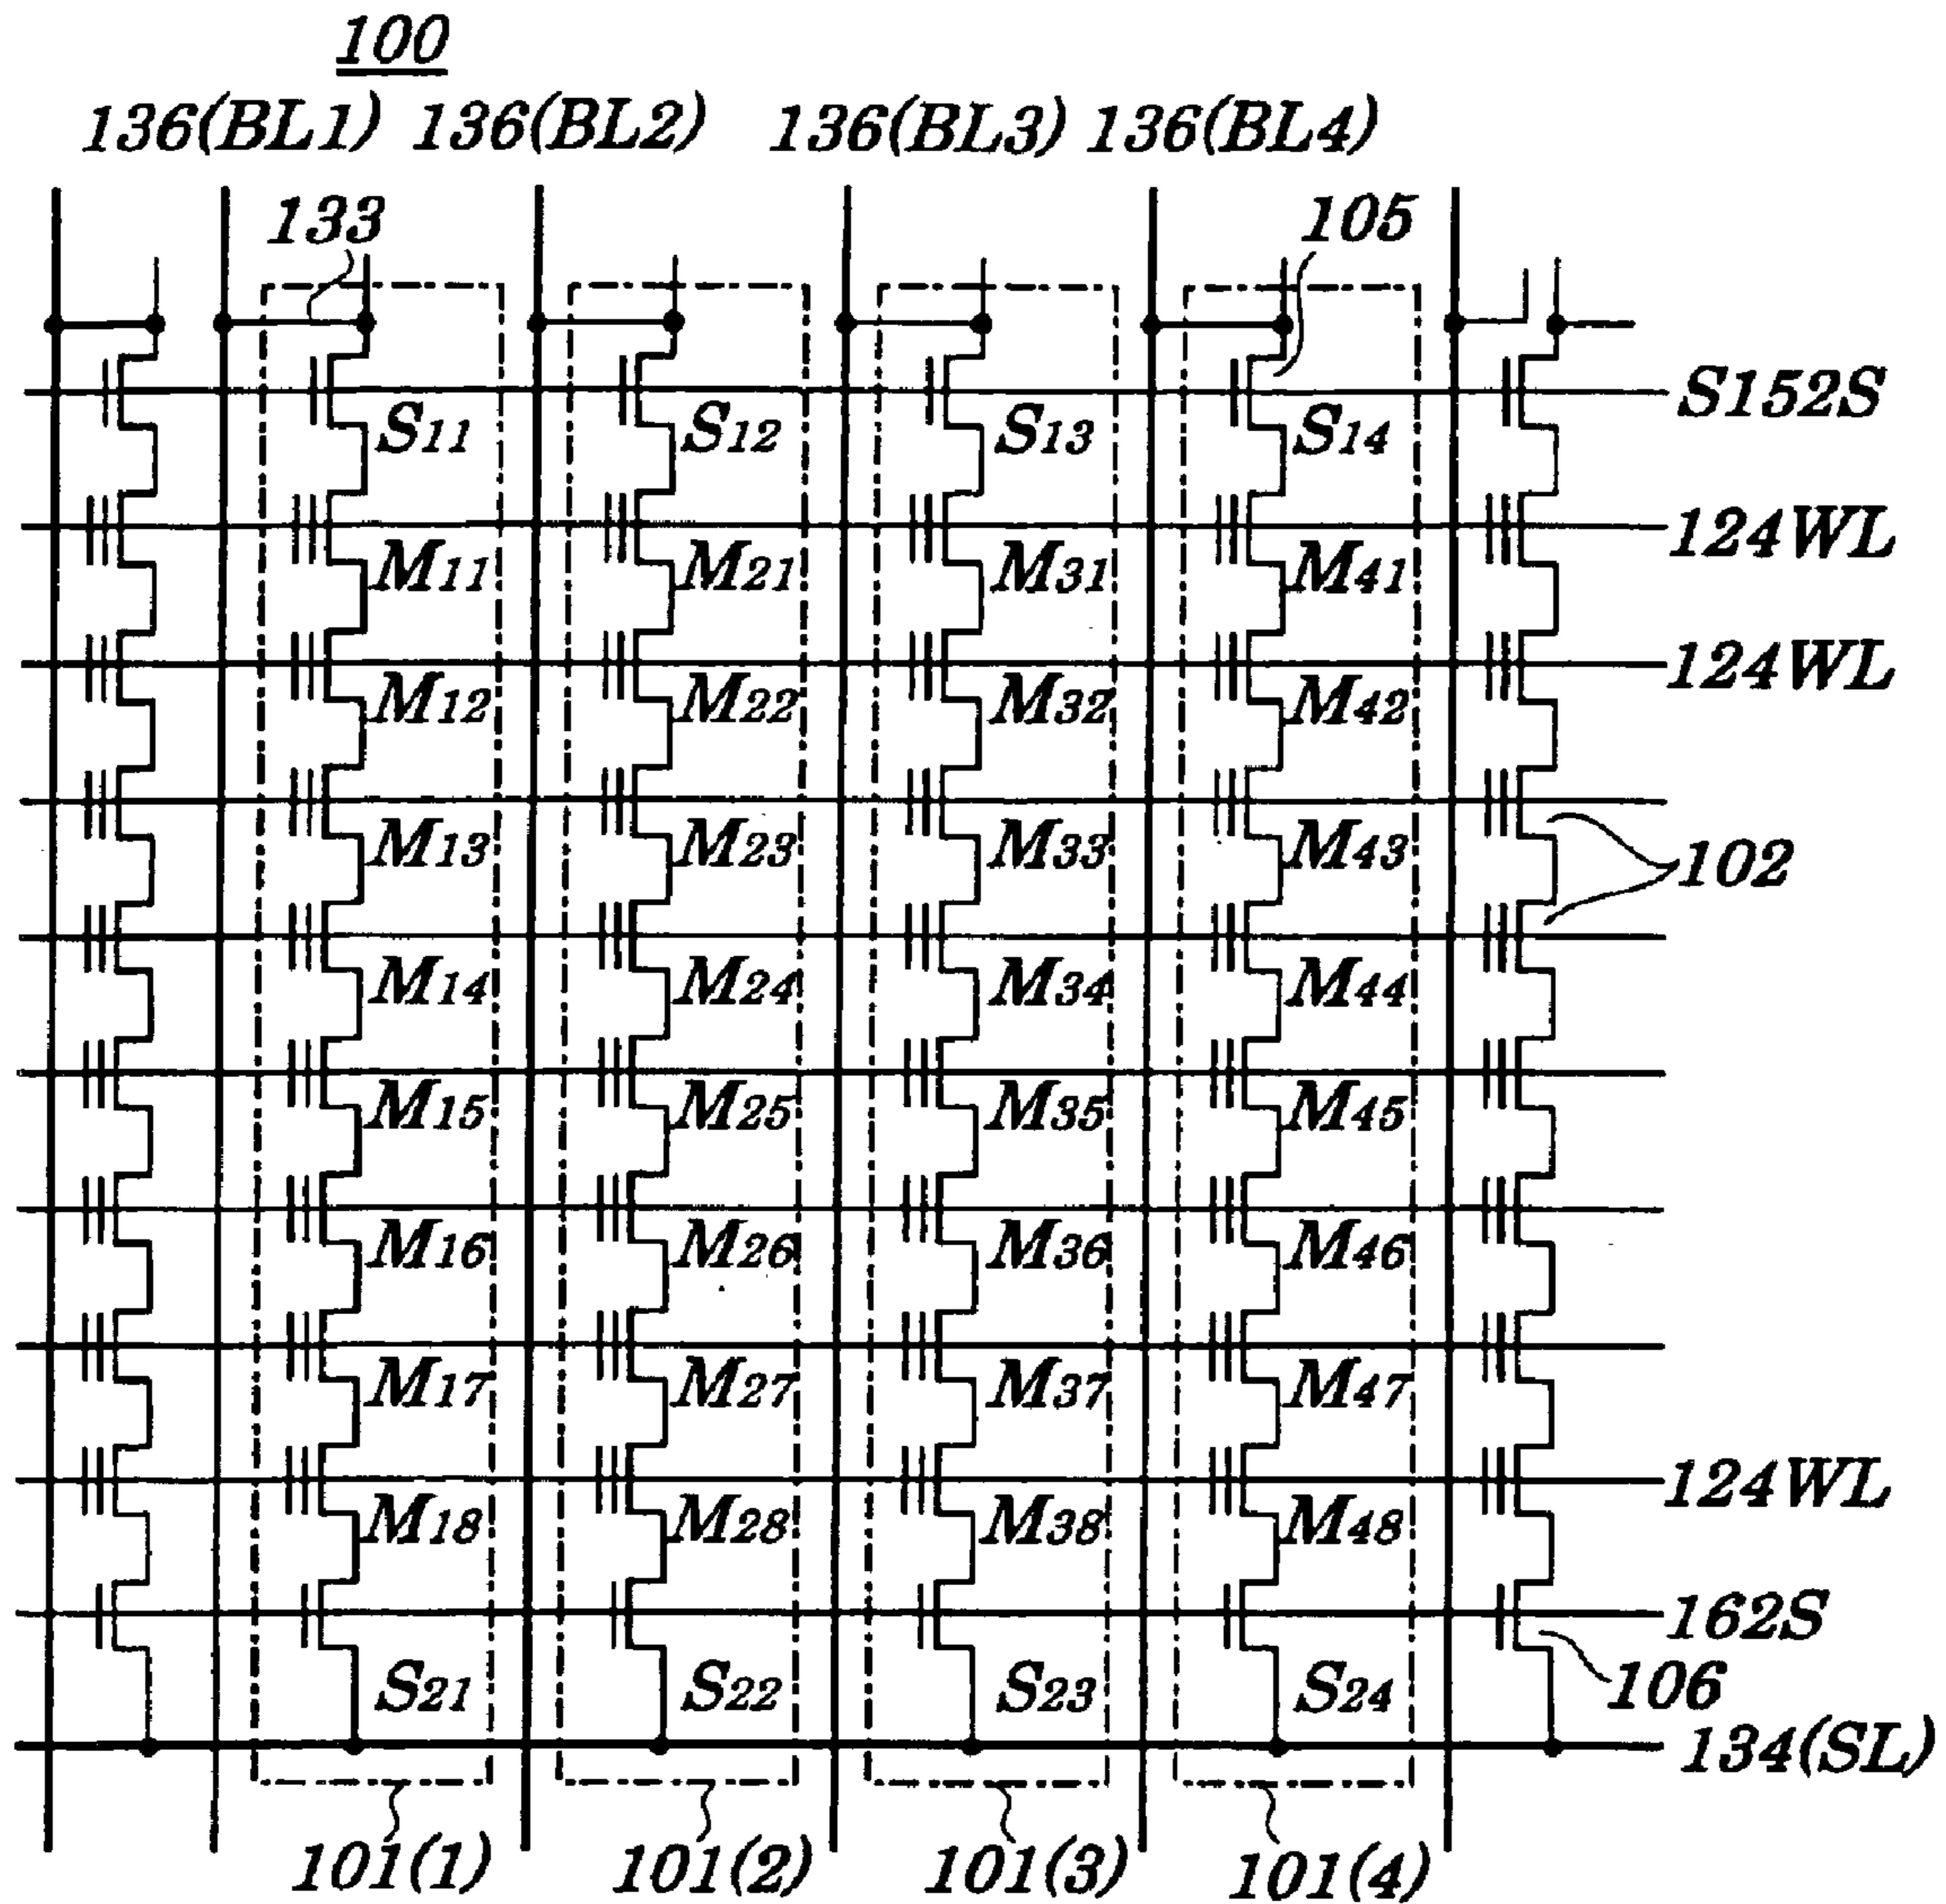 100
136(BL1) 136(BL2) 136(BL3) 136(BL4)
133
105
S11 S12 S13 S14
S152S
124WL
M11 M21 M31 M41
124WL
M12 M22 M32 M42
M13 M23 M33 M43
102
M14 M24 M34 M44
M15 M25 M35 M45
M16 M26 M36 M46
M17 M27 M37 M47
124WL
M18 M28 M38 M48
162S
S21 S22 S23 S24
106
134(SL)
101(1) 101(2) 101(3) 101(4)